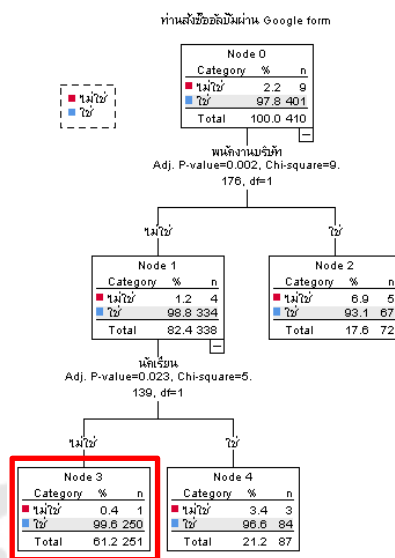 ท่านสั่งซื้ออัลบั้มผ่าน Google form
ไม่ใช่
ใช่
Node 0
Category % n
ไม่ใช่ 2.2 9
ใช่ 97.8 401
Total 100.0 410
พนักงานบริษัท
Adj. P-value=0.002, Chi-square=9.
176, df=1
ไม่ใช่ ใช่
Node 1
Category % n
ไม่ใช่ 1.2 4
ใช่ 98.8 334
Total 82.4 338
Node 2
Category % n
ไม่ใช่ 6.9 5
ใช่ 93.1 67
Total 17.6 72
นักเรียน
Adj. P-value=0.023, Chi-square=5.
139, df=1
ไม่ใช่ ใช่
Node 3
Category % n
ไม่ใช่ 0.4 1
ใช่ 99.6 250
Total 61.2 251
Node 4
Category % n
ไม่ใช่ 3.4 3
ใช่ 96.6 84
Total 21.2 87